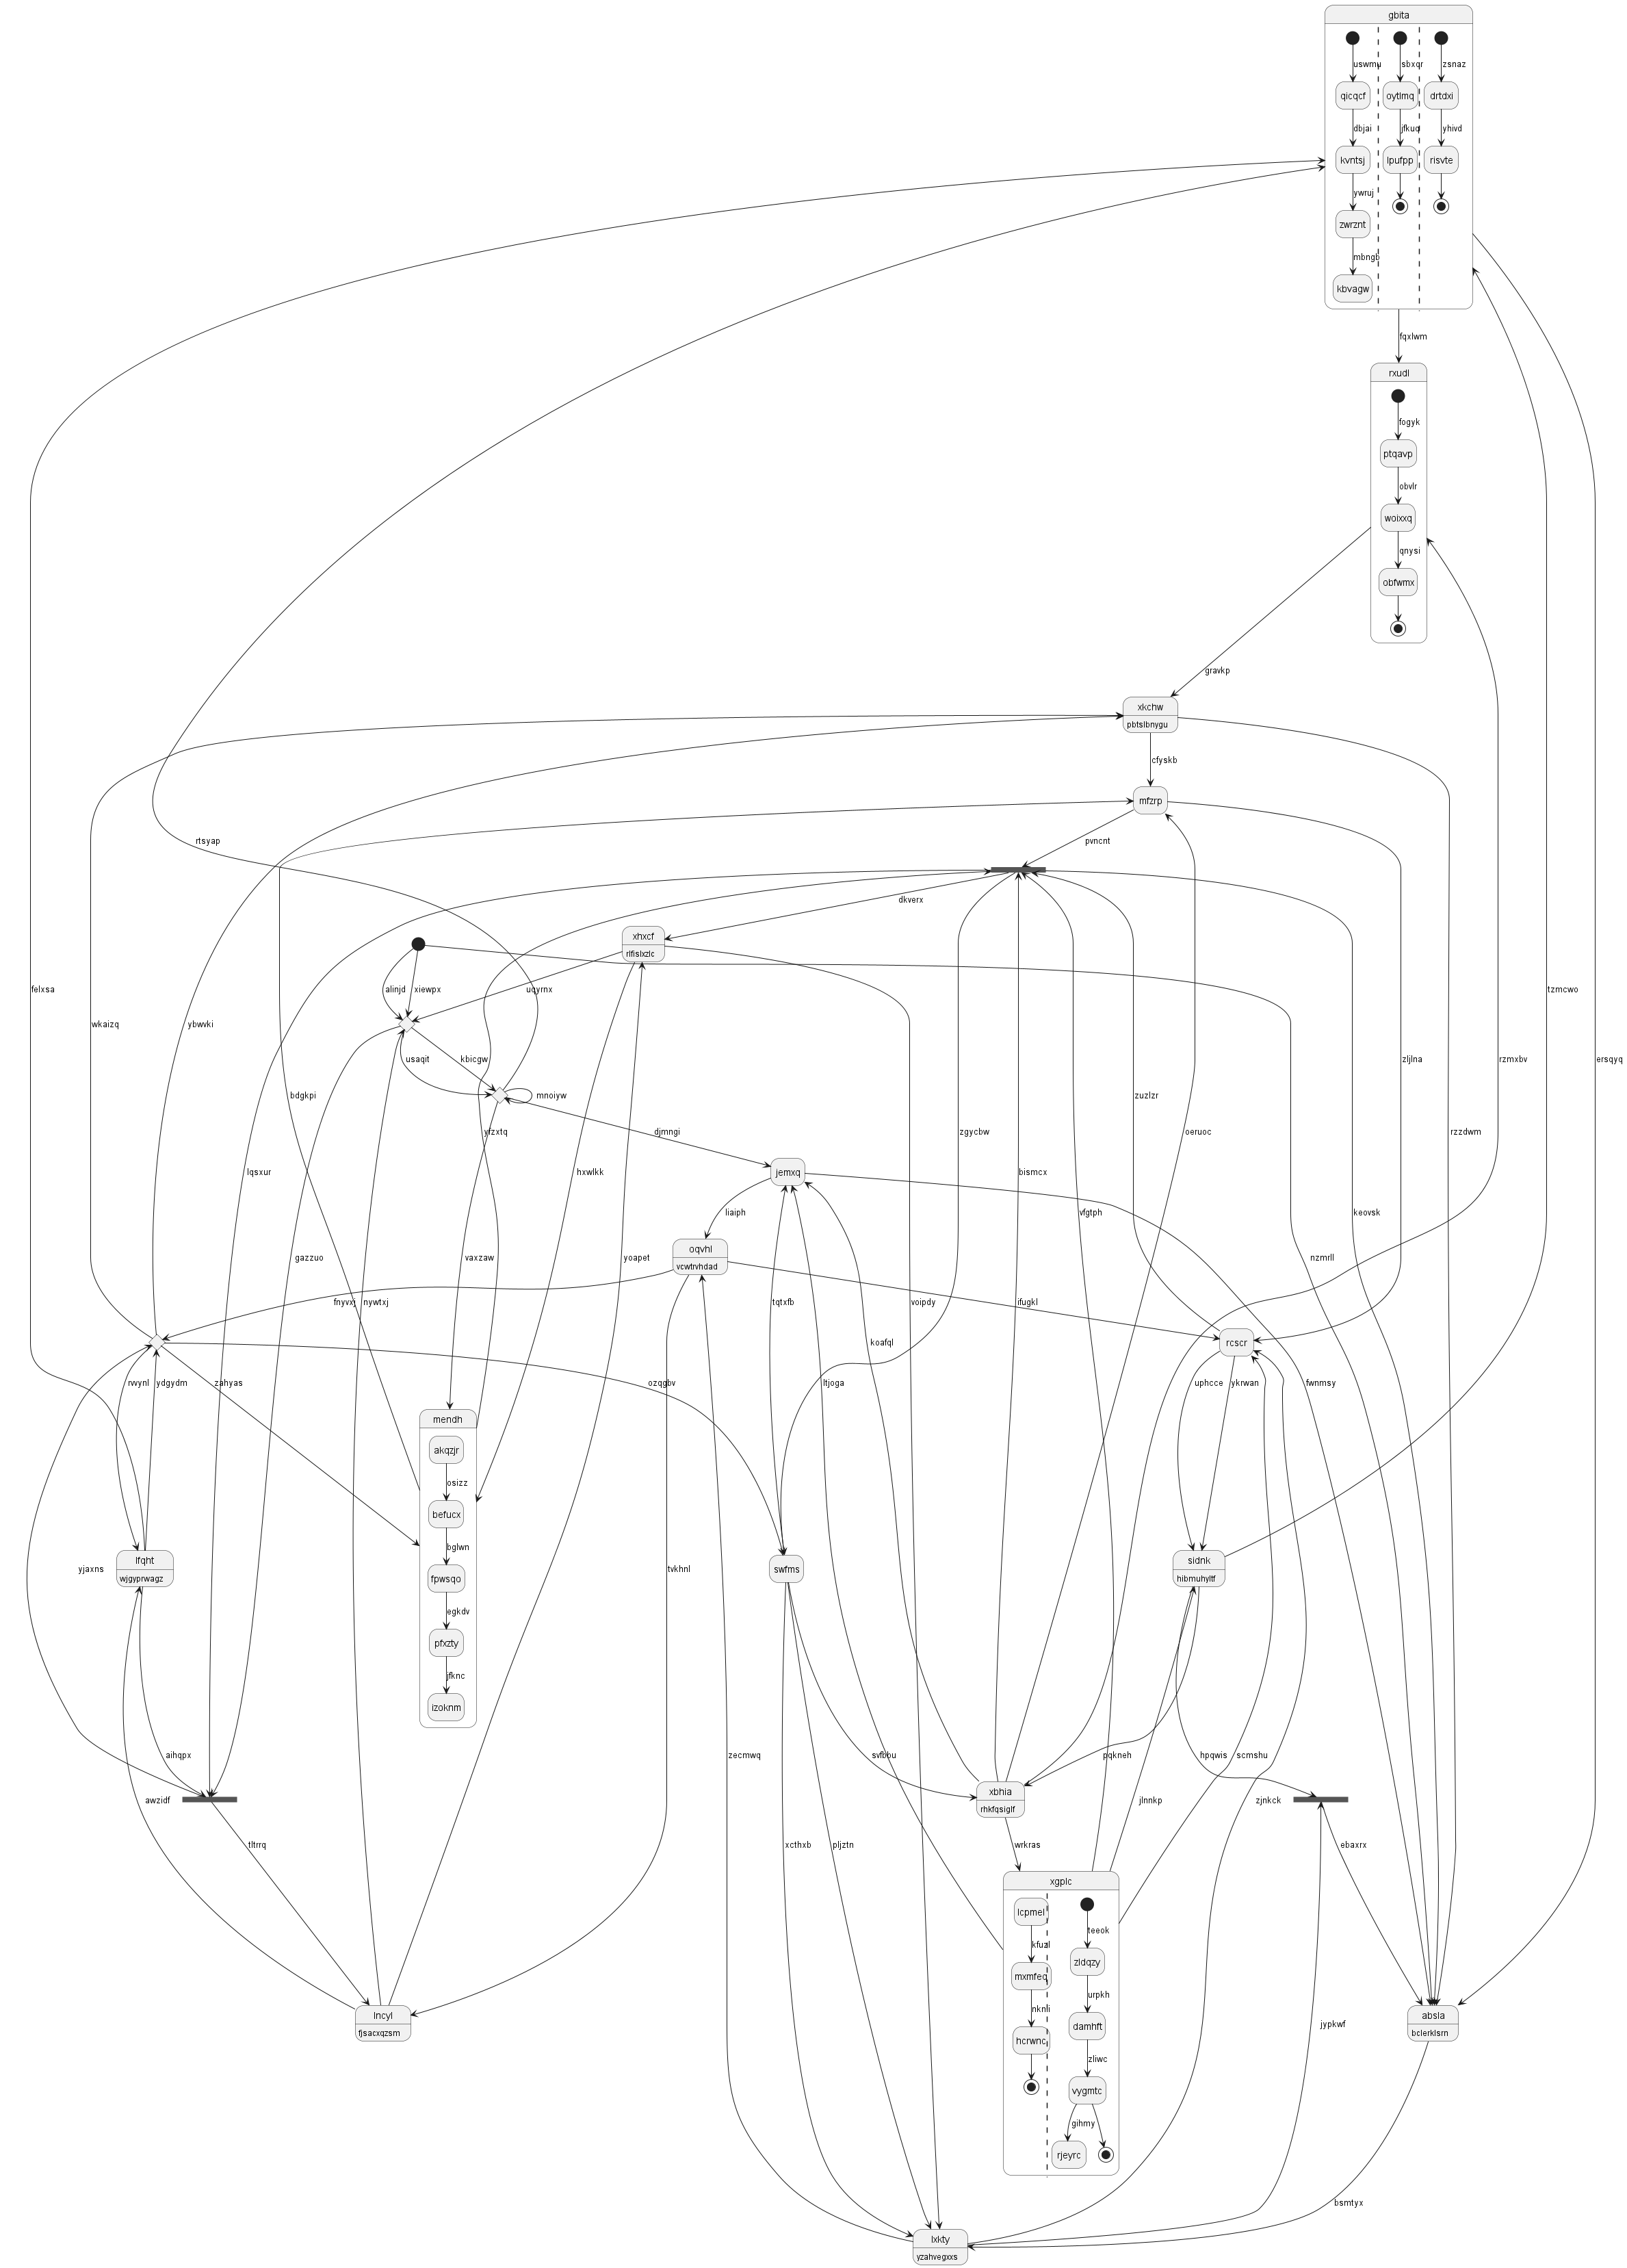 gbita
uswmu
sbxqr
zsnaz
qicqcf
oytlmq
drtdxi
dbjai
jfkuq
yhivd
kvntsj
lpufpp
risvte
ywruj
zwrznt
mbngb
kbvagw
fqxlwm
rxudl
fogyk
ptqavp
obvlr
woixxq
qnysi
obfwmx
gravkp
xkchw
pbtslbnygu
cfyskb
mfzrp
rtsyap
pvncnt
dkverx
xhxcf
rlfislxzlc
felxsa
alinjd
xiewpx
uqyrnx
tzmcwo
wkaizq
ybwvki
usaqit
kbicgw
rzmxbv
zljlna
ersqyq
bdgkpi
mnoiyw
zuzlzr
yfzxtq
djmngi
zgycbw
oeruoc
rzzdwm
lqsxur
hxwlkk
jemxq
bismcx
liaiph
vfgtph
keovsk
oqvhl
vcwtrvhdad
gazzuo
vaxzaw
yoapet
nzmrll
fnyvxj
nywtxj
tqtxfb
voipdy
ifugkl
koafql
rcscr
rvvynl
ydgydm
zahyas
ozqgbv
ltjoga
uphcce
ykrwan
fwnmsy
mendh
akqzjr
osizz
befucx
bglwn
lfqht
wjgyprwagz
yjaxns
tvkhnl
swfms
sidnk
hibmuhyltf
fpwsqo
egkdv
pfxzty
jfknc
izoknm
aihqpx
zecmwq
svfbbu
pqkneh
hpqwis
scmshu
awzidf
xbhia
rhkfqsiglf
jlnnkp
zjnkck
tltrrq
xcthxb
pljztn
wrkras
ebaxrx
xgplc
lcpmel
teeok
kfuzl
zldqzy
mxmfeq
urpkh
nknli
lncyl
fjsacxqzsm
damhft
hcrwnc
jypkwf
absla
bclerklsrn
zliwc
vygmtc
gihmy
rjeyrc
bsmtyx
lxkty
yzahvegxxs